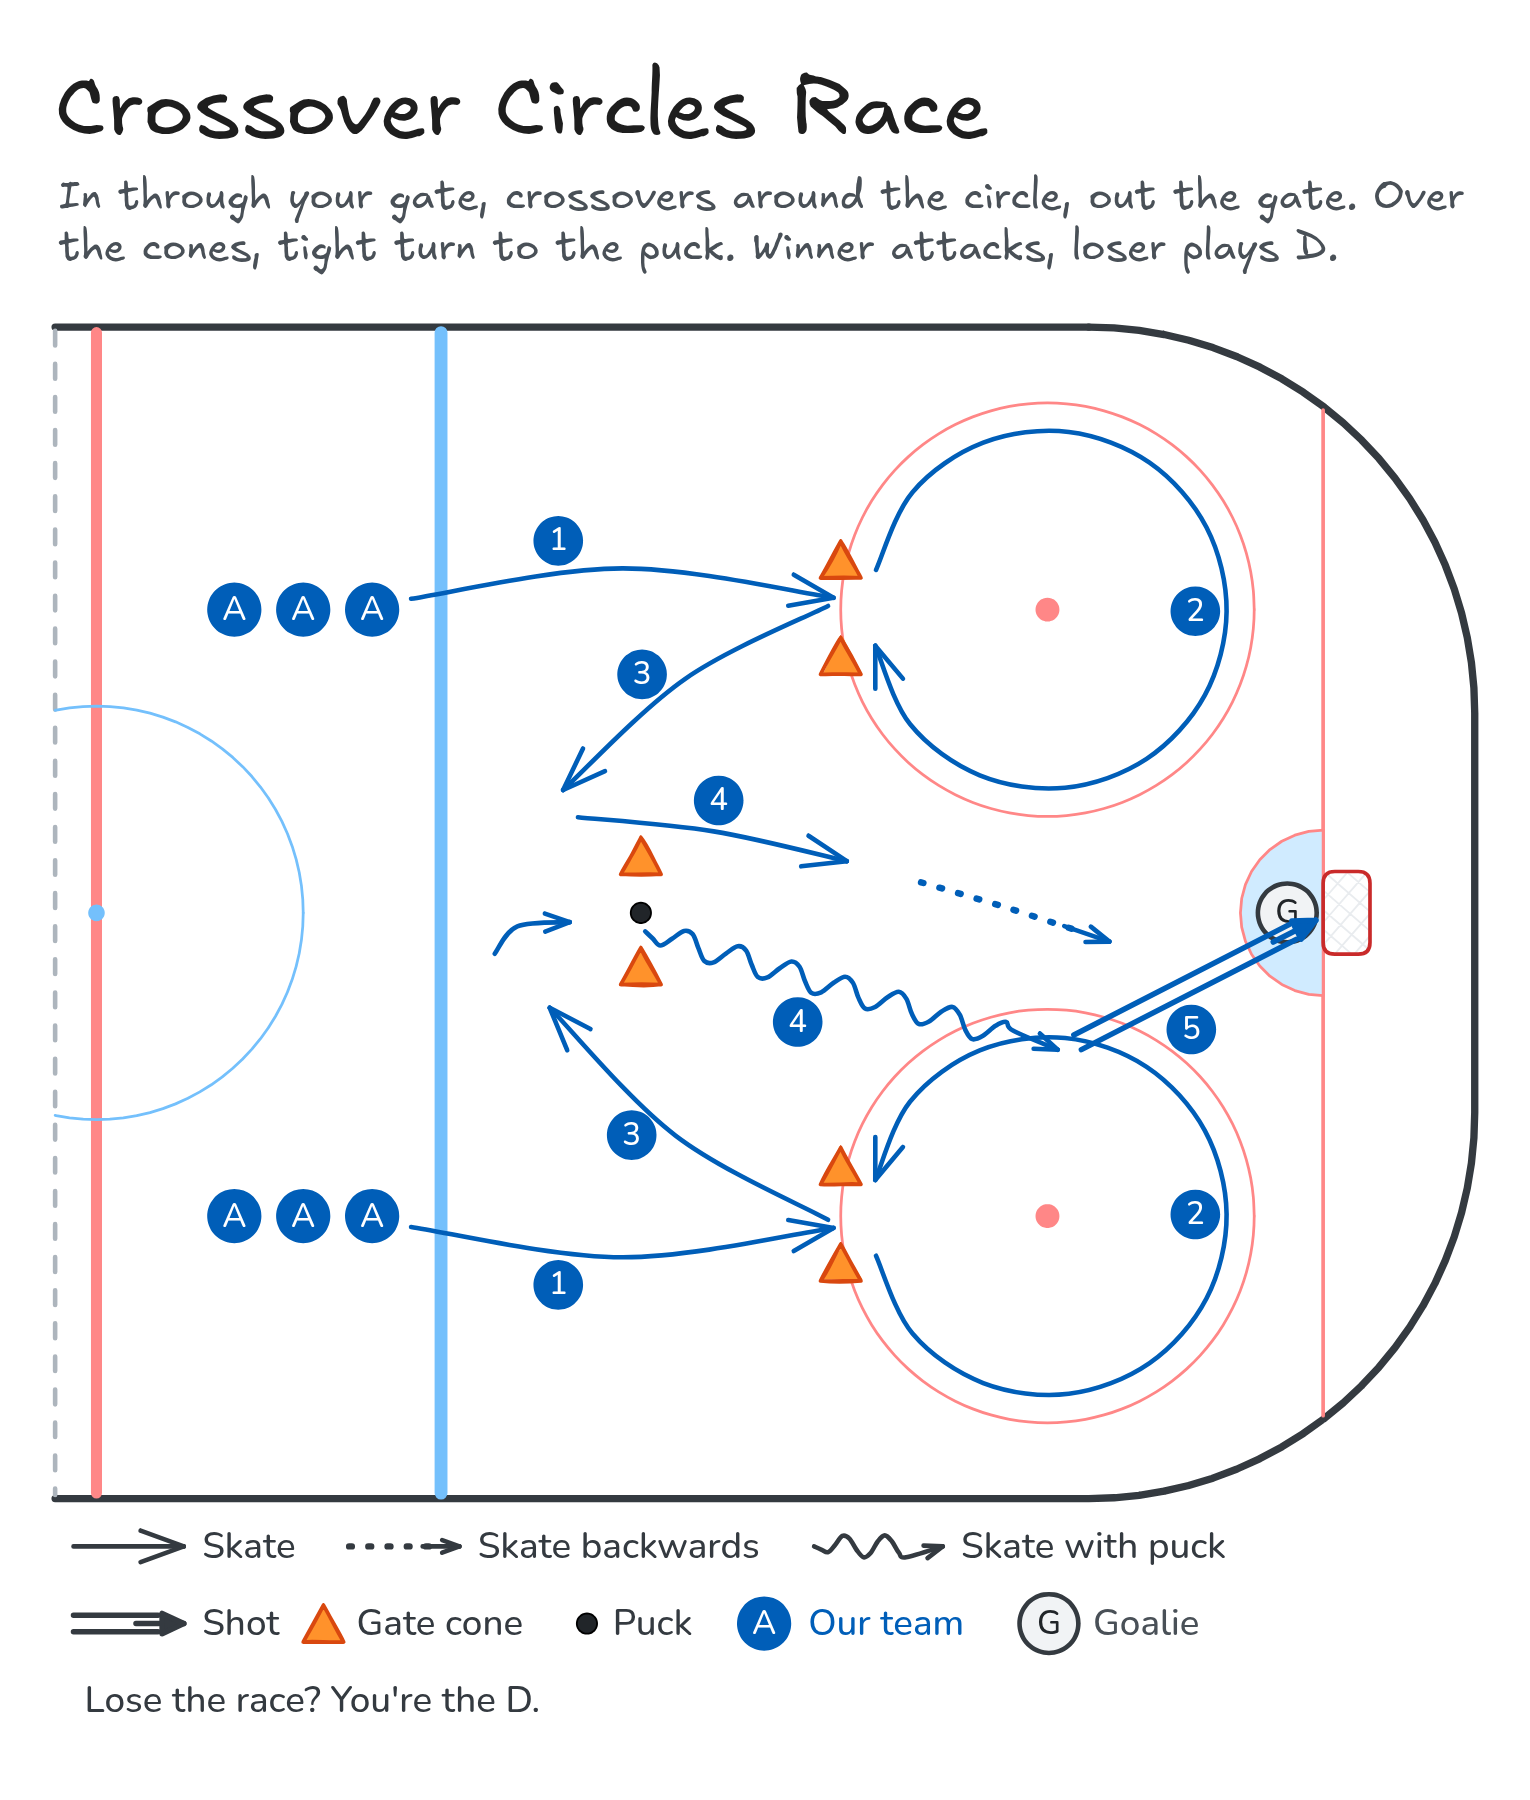 Crossover Circles Race
In through your gate, crossovers around the circle, out the gate. Over
the cones, tight turn to the puck. Winner attacks, loser plays D.
1
A A A
2
3
4
G
4
5
3
A A A
2
1
Skate
Skate backwards
Skate with puck
Shot
Gate cone
Puck
A Our team
G Goalie
Lose the race? You're the D.